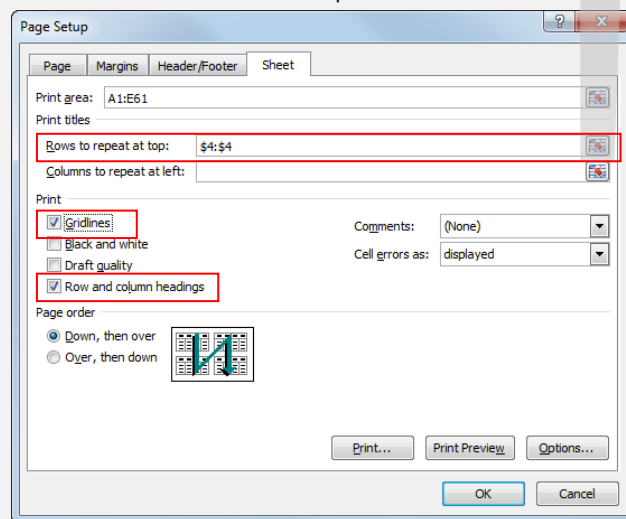 Page Setup
Page Margins Header/Footer Sheet
Print area: A1:E61
Print titles
Rows to repeat at top: $4:$4
Columns to repeat at left:
Print
Gridlines
Comments: (None)
Black and white
Cell errors as: displayed
Draft quality
Row and column headings
Page order
Down, then over
Over, then down
Print... Print Preview Options...
OK Cancel